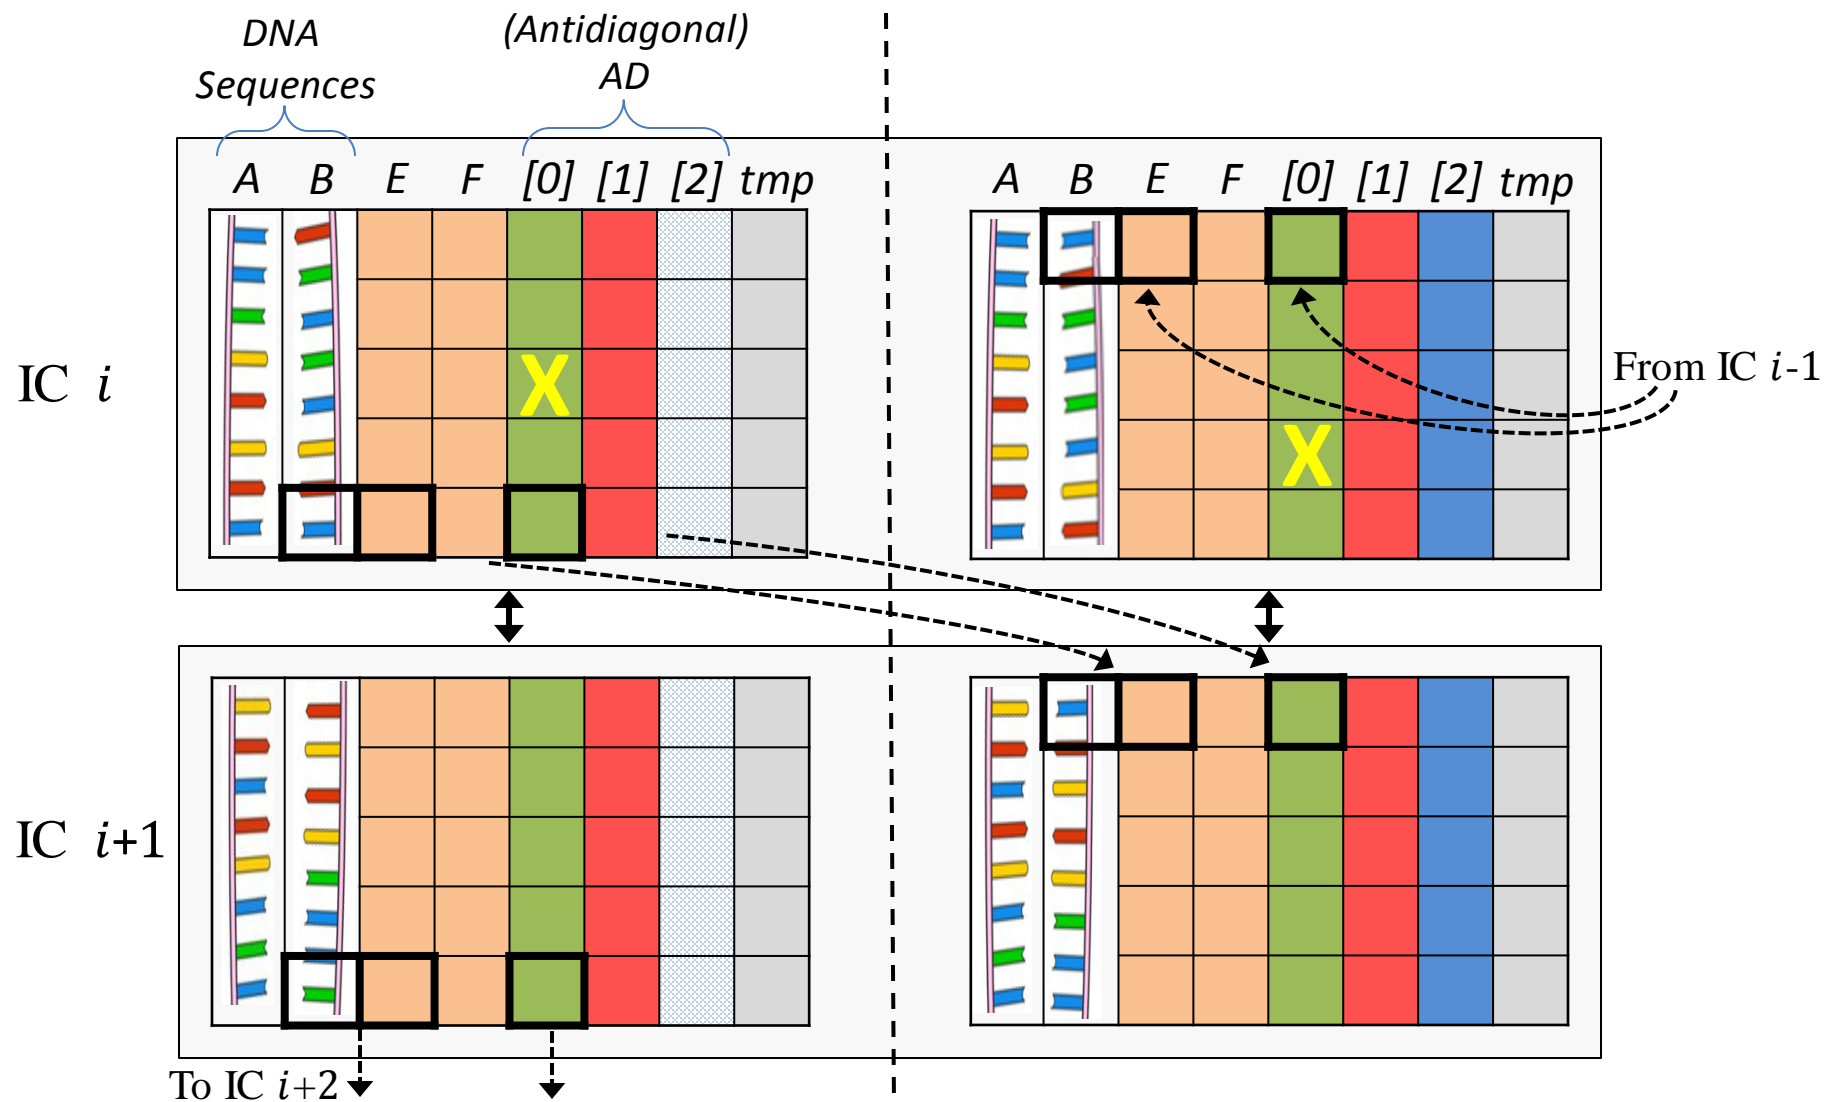 DNA
Sequences
(Antidiagonal)
AD
A B E F [0] [1] [2] tmp
A B E F [0] [1] [2] tmp
X
IC i
From IC i-1
X
IC i+1
To IC i+2